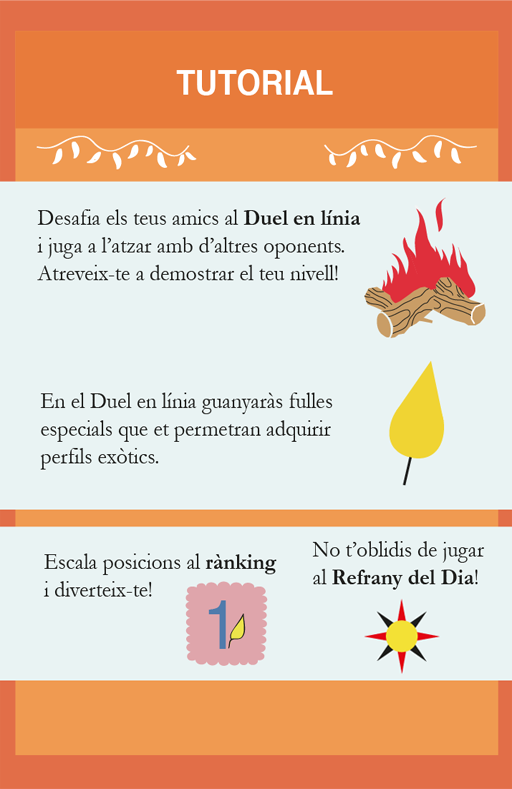 TUTORIAL
Desafia els teus amics al Duel en línia
i juga a l'atzar amb d'altres oponents.
Atreveix-te a demostrar el teu nivell!
En el Duel en línia guanyaràs fulles
especials que et permetran adquirir
perfils exòtics.
Escala posicions al rànking
i diverteix-te!
1
No t'oblidis de jugar
al Refrany del Dia!